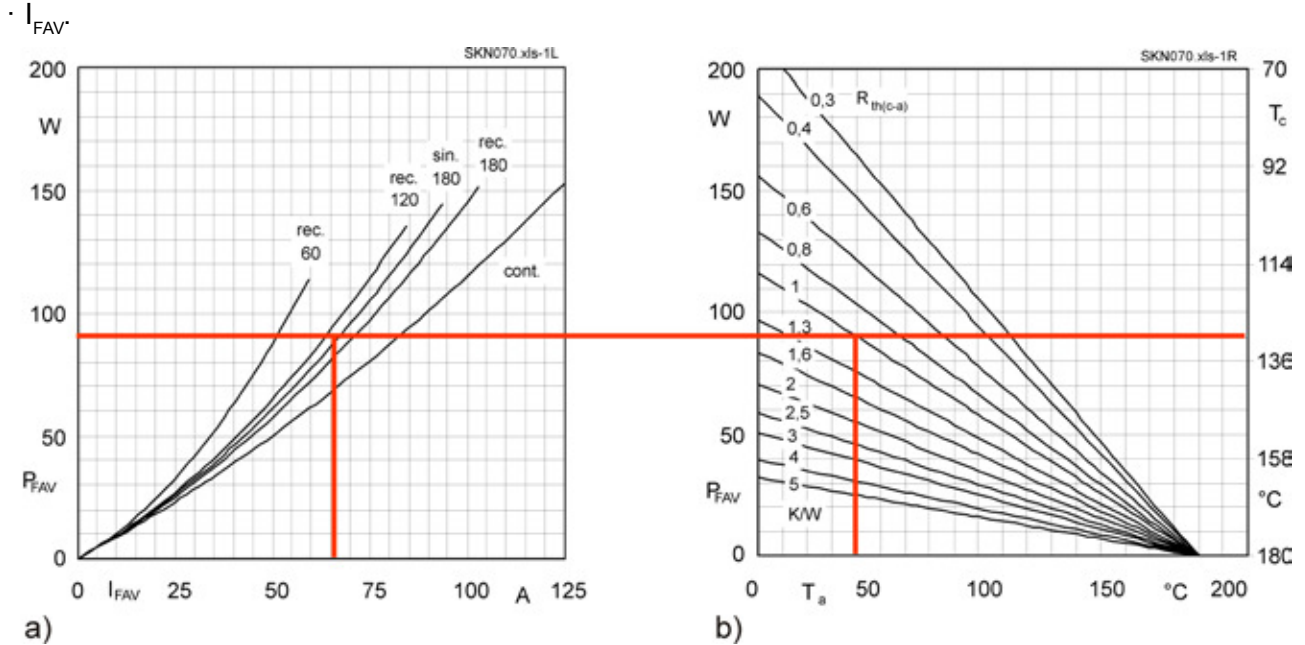 · I_FAV.
SKN070.xls-1L
200
W
150
100
50
P_FAV
0
rec.
60
rec.
120
sin.
180
rec.
180
cont.
0 I_FAV 25 50 75 100 A 125
a)
SKN070.xls-1R
200
W
150
100
50
P_FAV
0
0,3 R_th(c-a)
0,4
0,6
0,8
1
1,3
1,6
2
2,5
3
4
5
K/W
70
T_c
92
114
136
158
°C
180
0 T_a 50 100 150 °C 200
b)